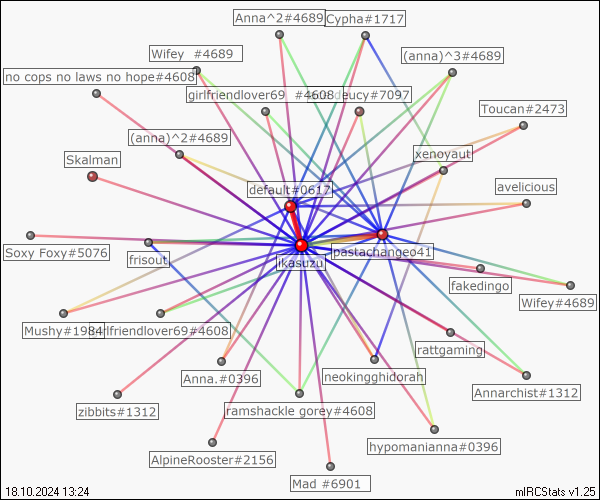 Anna^2#4689
Cypha#1717
Wifey  #4689
(anna)^3#4689
no cops no laws no hope#4608
girlfriendlover69  #4608
deucy#7097
Toucan#2473
(anna)^2#4689
xenoyaut
Skalman
default#0617
avelicious
Soxy Foxy#5076
frisout
ikasuzu
pastachangeo41
fakedingo
Wifey#4689
Mushy#1984
girlfriendlover69#4608
rattgaming
Anna.#0396
neokingghidorah
Annarchist#1312
zibbits#1312
ramshackle gorey#4608
hypomanianna#0396
AlpineRooster#2156
Mad #6901
18.10.2024 13:24
mIRCStats v1.25